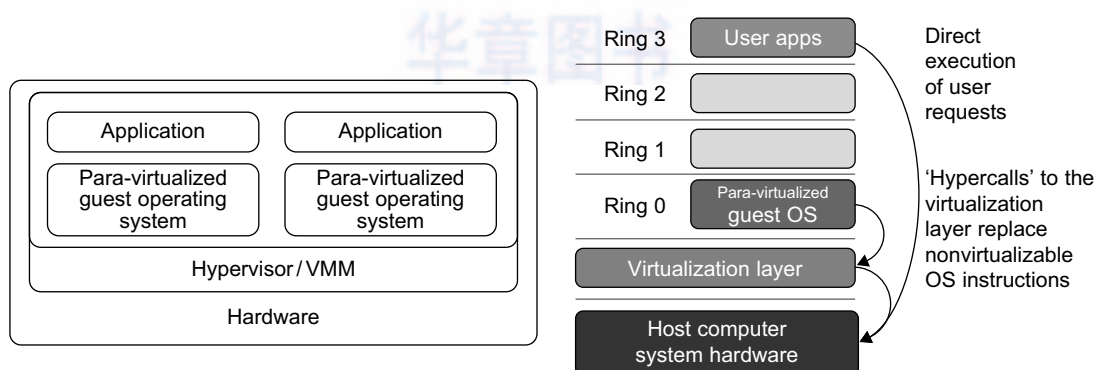 华章图书
Application
Application
Para-virtualized
guest operating
system
Para-virtualized
guest operating
system
Hypervisor/VMM
Hardware
Ring 3
User apps
Ring 2
Ring 1
Ring 0
Para-virtualized
guest OS
Virtualization layer
Host computer
system hardware
Direct
execution
of user
requests
‘Hypercalls’ to the
virtualization
layer replace
nonvirtualizable
OS instructions